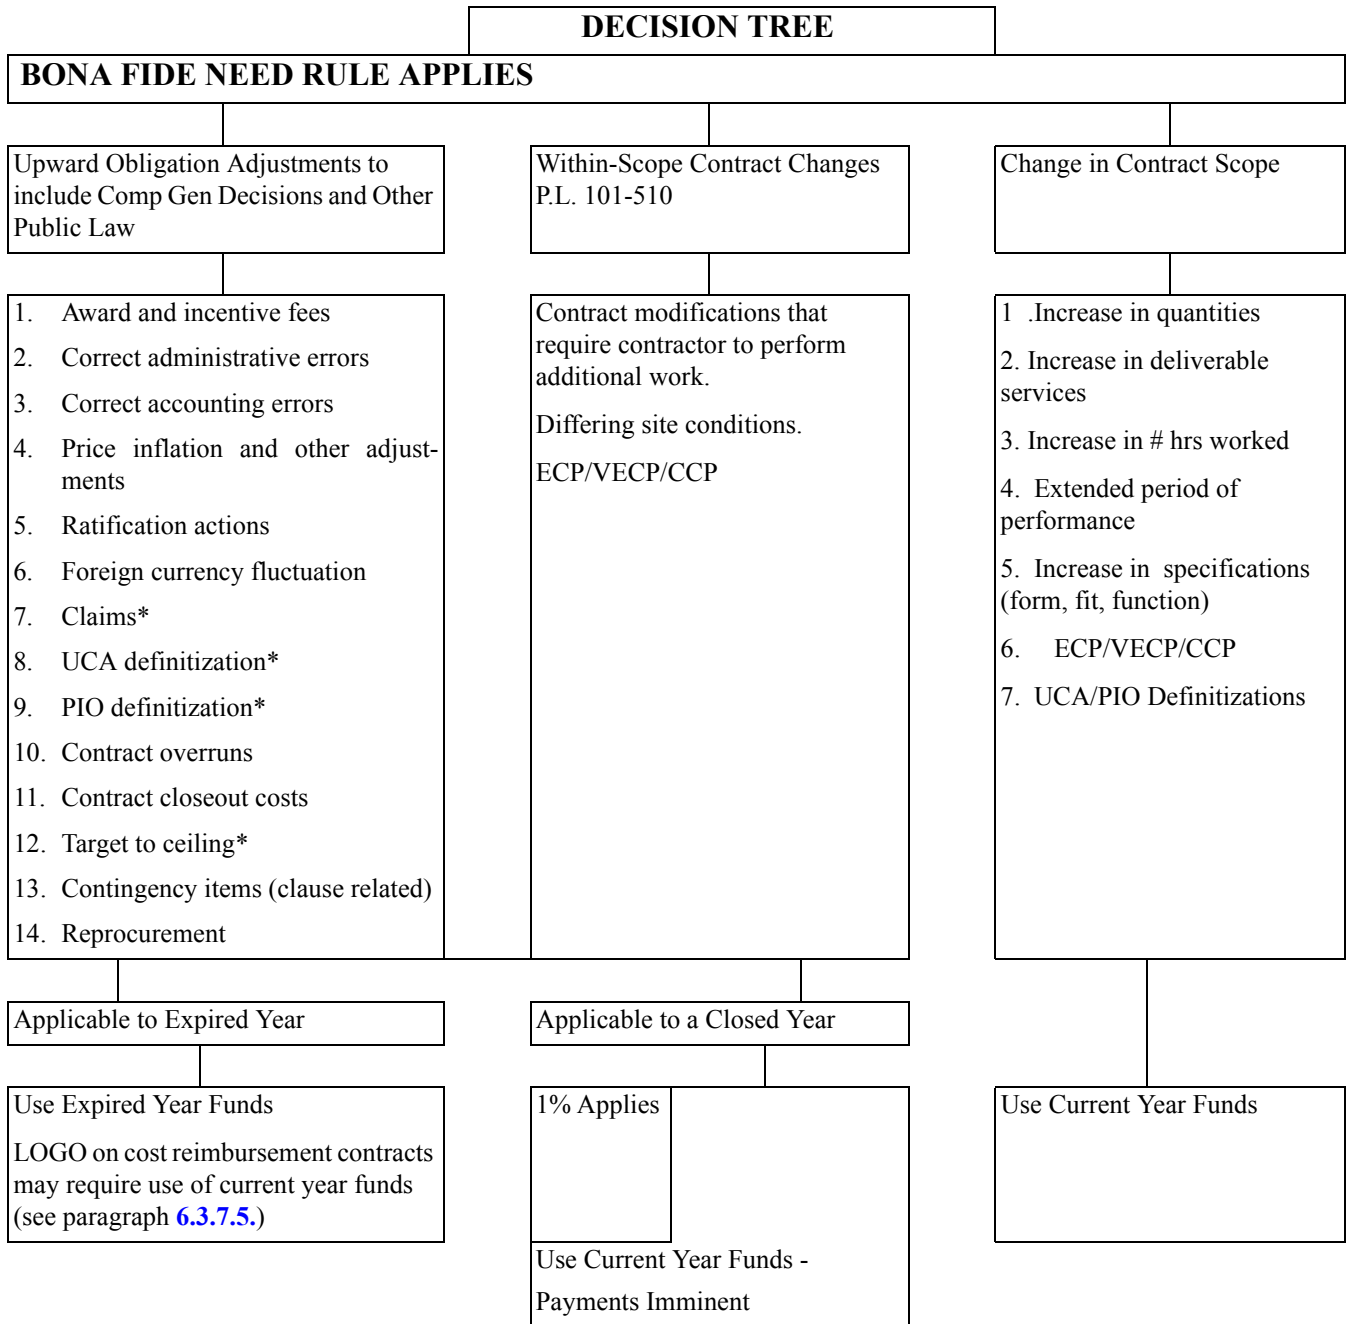 DECISION TREE
BONA FIDE NEED RULE APPLIES
Upward Obligation Adjustments to
include Comp Gen Decisions and Other
Public Law
Within-Scope Contract Changes
P.L. 101-510
Change in Contract Scope
1. Award and incentive fees
2. Correct administrative errors
3. Correct accounting errors
4. Price inflation and other adjust-
ments
5. Ratification actions
6. Foreign currency fluctuation
7. Claims*
8. UCA definitization*
9. PIO definitization*
10. Contract overruns
11. Contract closeout costs
12. Target to ceiling*
13. Contingency items (clause related)
14. Reprocurement
Contract modifications that
require contractor to perform
additional work.
Differing site conditions.
ECP/VECP/CCP
1 .Increase in quantities
2. Increase in deliverable
services
3. Increase in # hrs worked
4. Extended period of
performance
5. Increase in specifications
(form, fit, function)
6. ECP/VECP/CCP
7. UCA/PIO Definitizations
Applicable to Expired Year
Applicable to a Closed Year
Use Expired Year Funds
LOGO on cost reimbursement contracts
may require use of current year funds
(see paragraph 6.3.7.5.)
1% Applies
Use Current Year Funds -
Payments Imminent
Use Current Year Funds